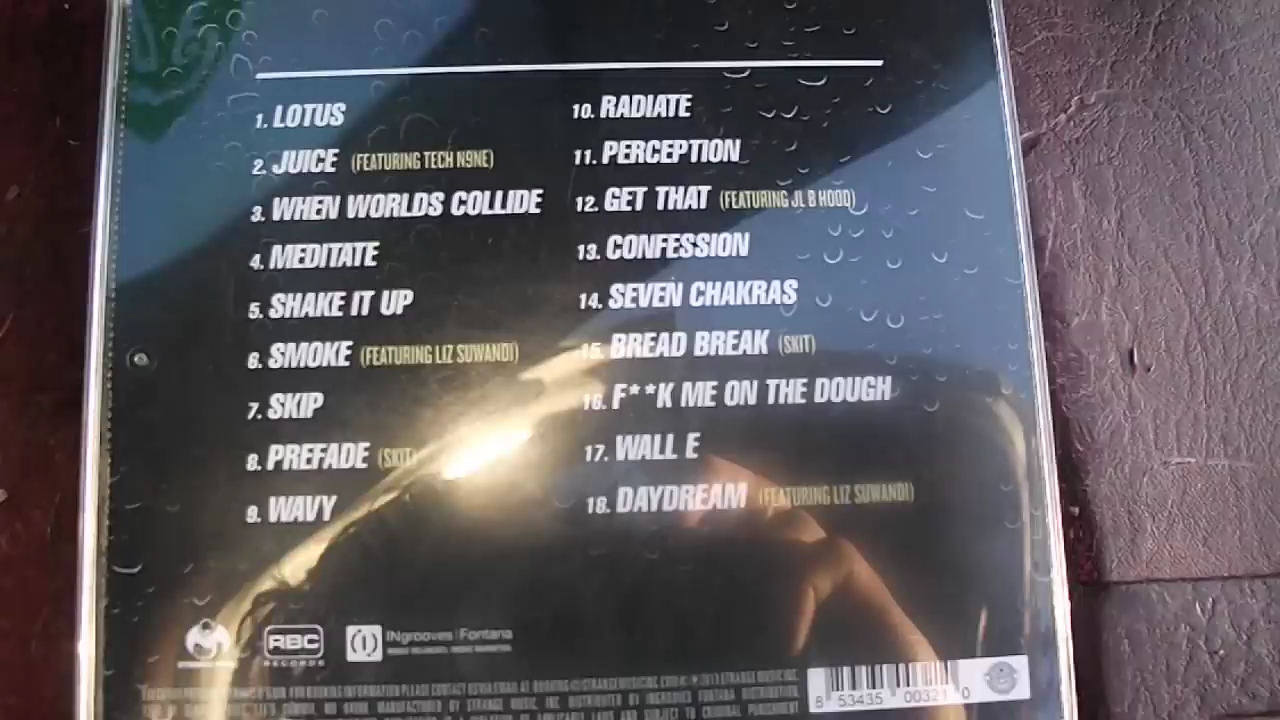 1. LOTUS
2. JUICE (FEATURING TECH N9NE)
3. WHEN WORLDS COLLIDE
4. MEDITATE
5. SHAKE IT UP
6. SMOKE (FEATURING LIZ SUWANDI)
7. SKIP
8. PREFADE (SKIT)
9. WAVY
10. RADIATE
11. PERCEPTION
12. GET THAT (FEATURING JL B HOOD)
13. CONFESSION
14. SEVEN CHAKRAS
15. BREAD BREAK (SKIT)
16. F**K ME ON THE DOUGH
17. WALL E
18. DAYDREAM (FEATURING LIZ SUWANDI)
RBC
RECORDS
INgrooves | Fontana
8 53435 00321 0